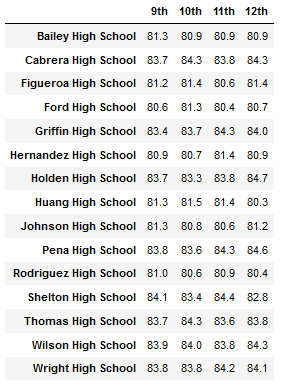 9th 10th 11th 12th
Bailey High School 81.3 80.9 80.9 80.9
Cabrera High School 83.7 84.3 83.8 84.3
Figueroa High School 81.2 81.4 80.6 81.4
Ford High School 80.6 81.3 80.4 80.7
Griffin High School 83.4 83.7 84.3 84.0
Hernandez High School 80.9 80.7 81.4 80.9
Holden High School 83.7 83.3 83.8 84.7
Huang High School 81.3 81.5 81.4 80.3
Johnson High School 81.3 80.8 80.6 81.2
Pena High School 83.8 83.6 84.3 84.6
Rodriguez High School 81.0 80.6 80.9 80.4
Shelton High School 84.1 83.4 84.4 82.8
Thomas High School 83.7 84.3 83.6 83.8
Wilson High School 83.9 84.0 83.8 84.3
Wright High School 83.8 83.8 84.2 84.1